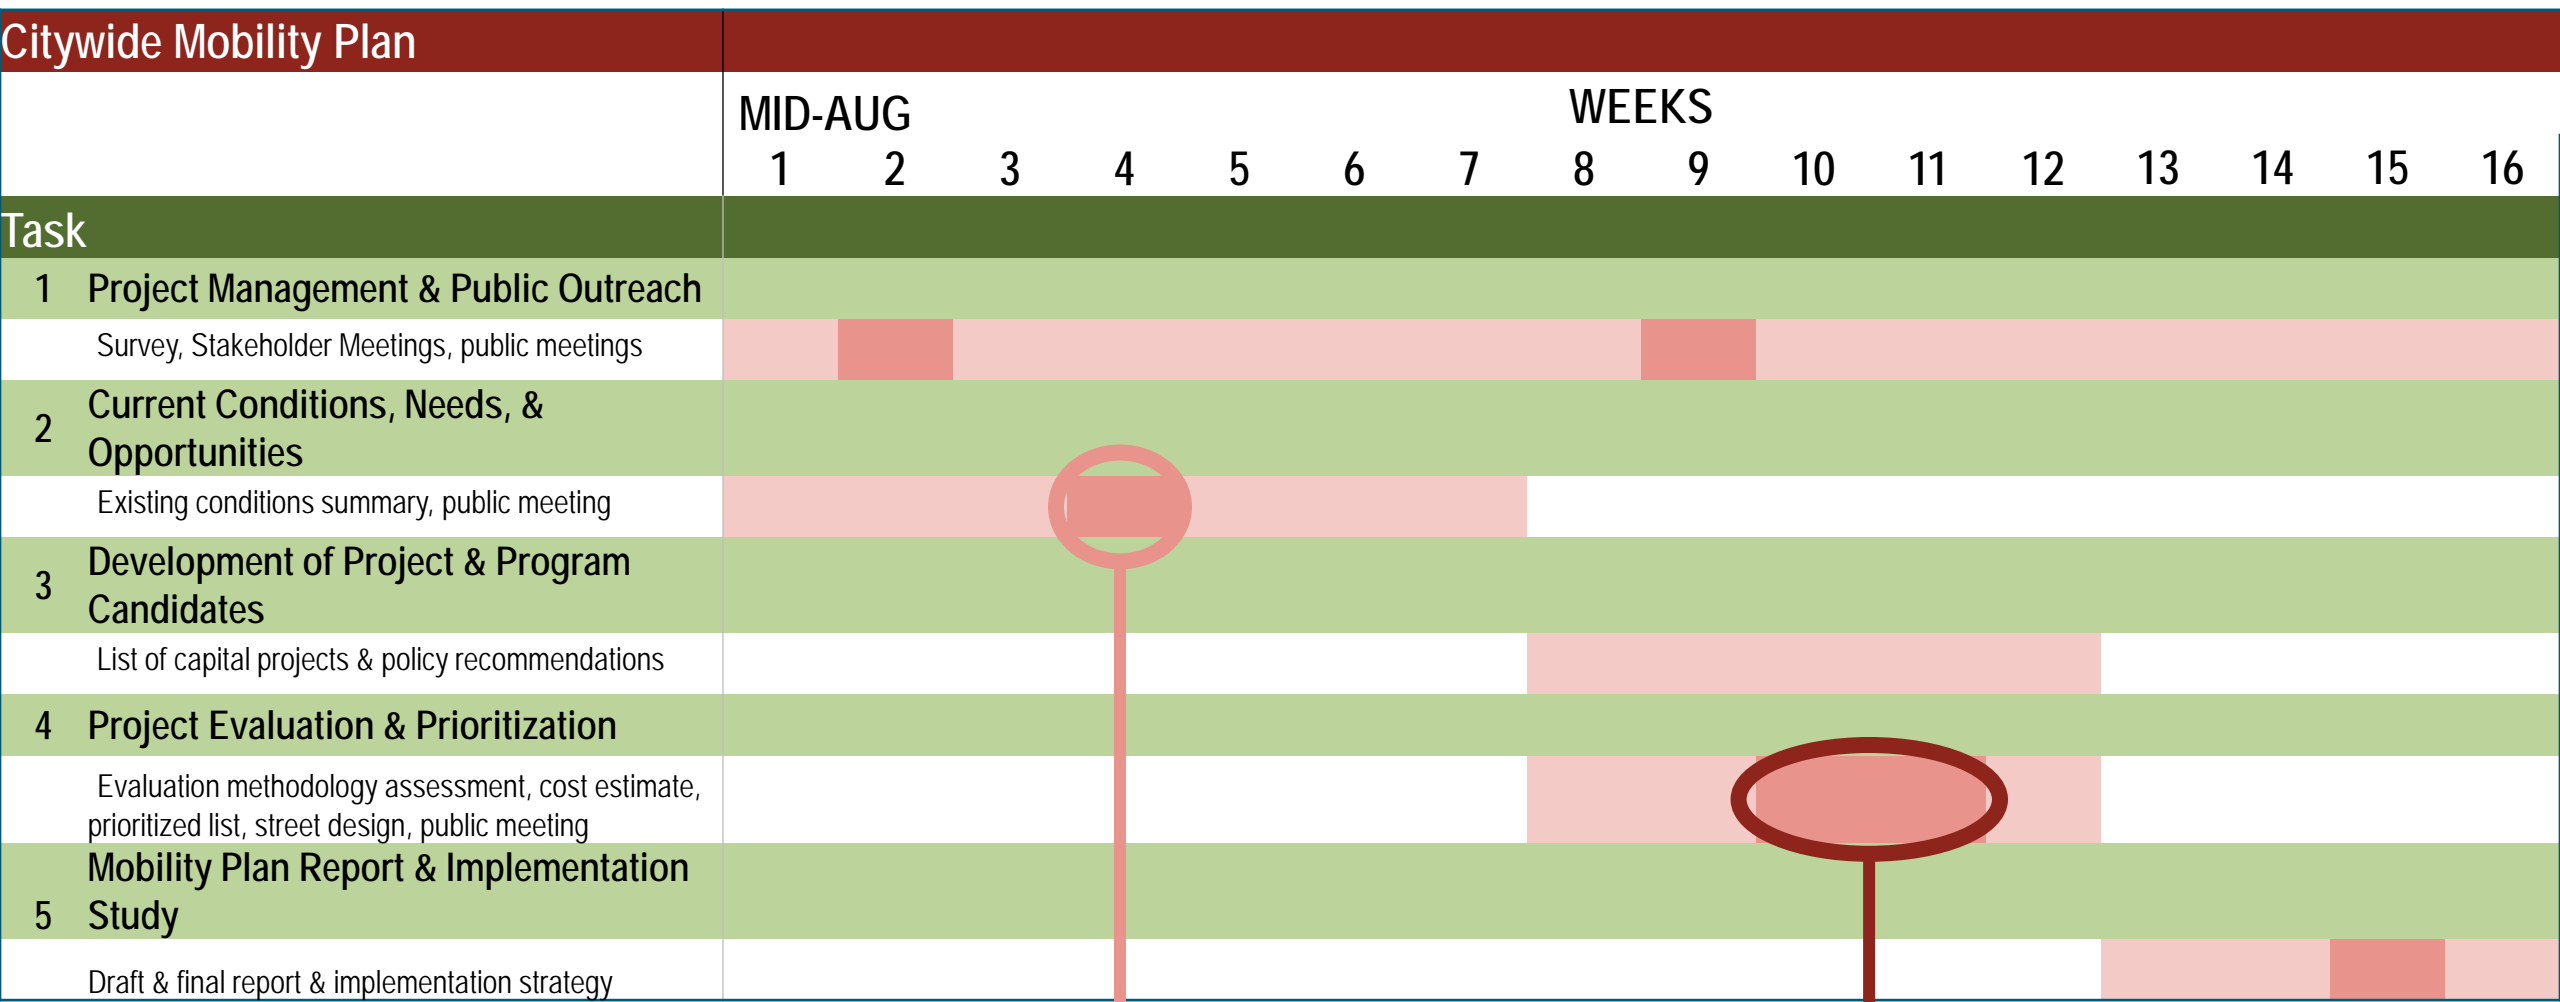 Citywide Mobility Plan
MID-AUG WEEKS
1 2 3 4 5 6 7 8 9 10 11 12 13 14 15 16
Task
1 Project Management & Public Outreach
Survey, Stakeholder Meetings, public meetings
2 Current Conditions, Needs, &
Opportunities
Existing conditions summary, public meeting
3 Development of Project & Program
Candidates
List of capital projects & policy recommendations
4 Project Evaluation & Prioritization
Evaluation methodology assessment, cost estimate,
prioritized list, street design, public meeting
Mobility Plan Report & Implementation
5 Study
Draft & final report & implementation strategy